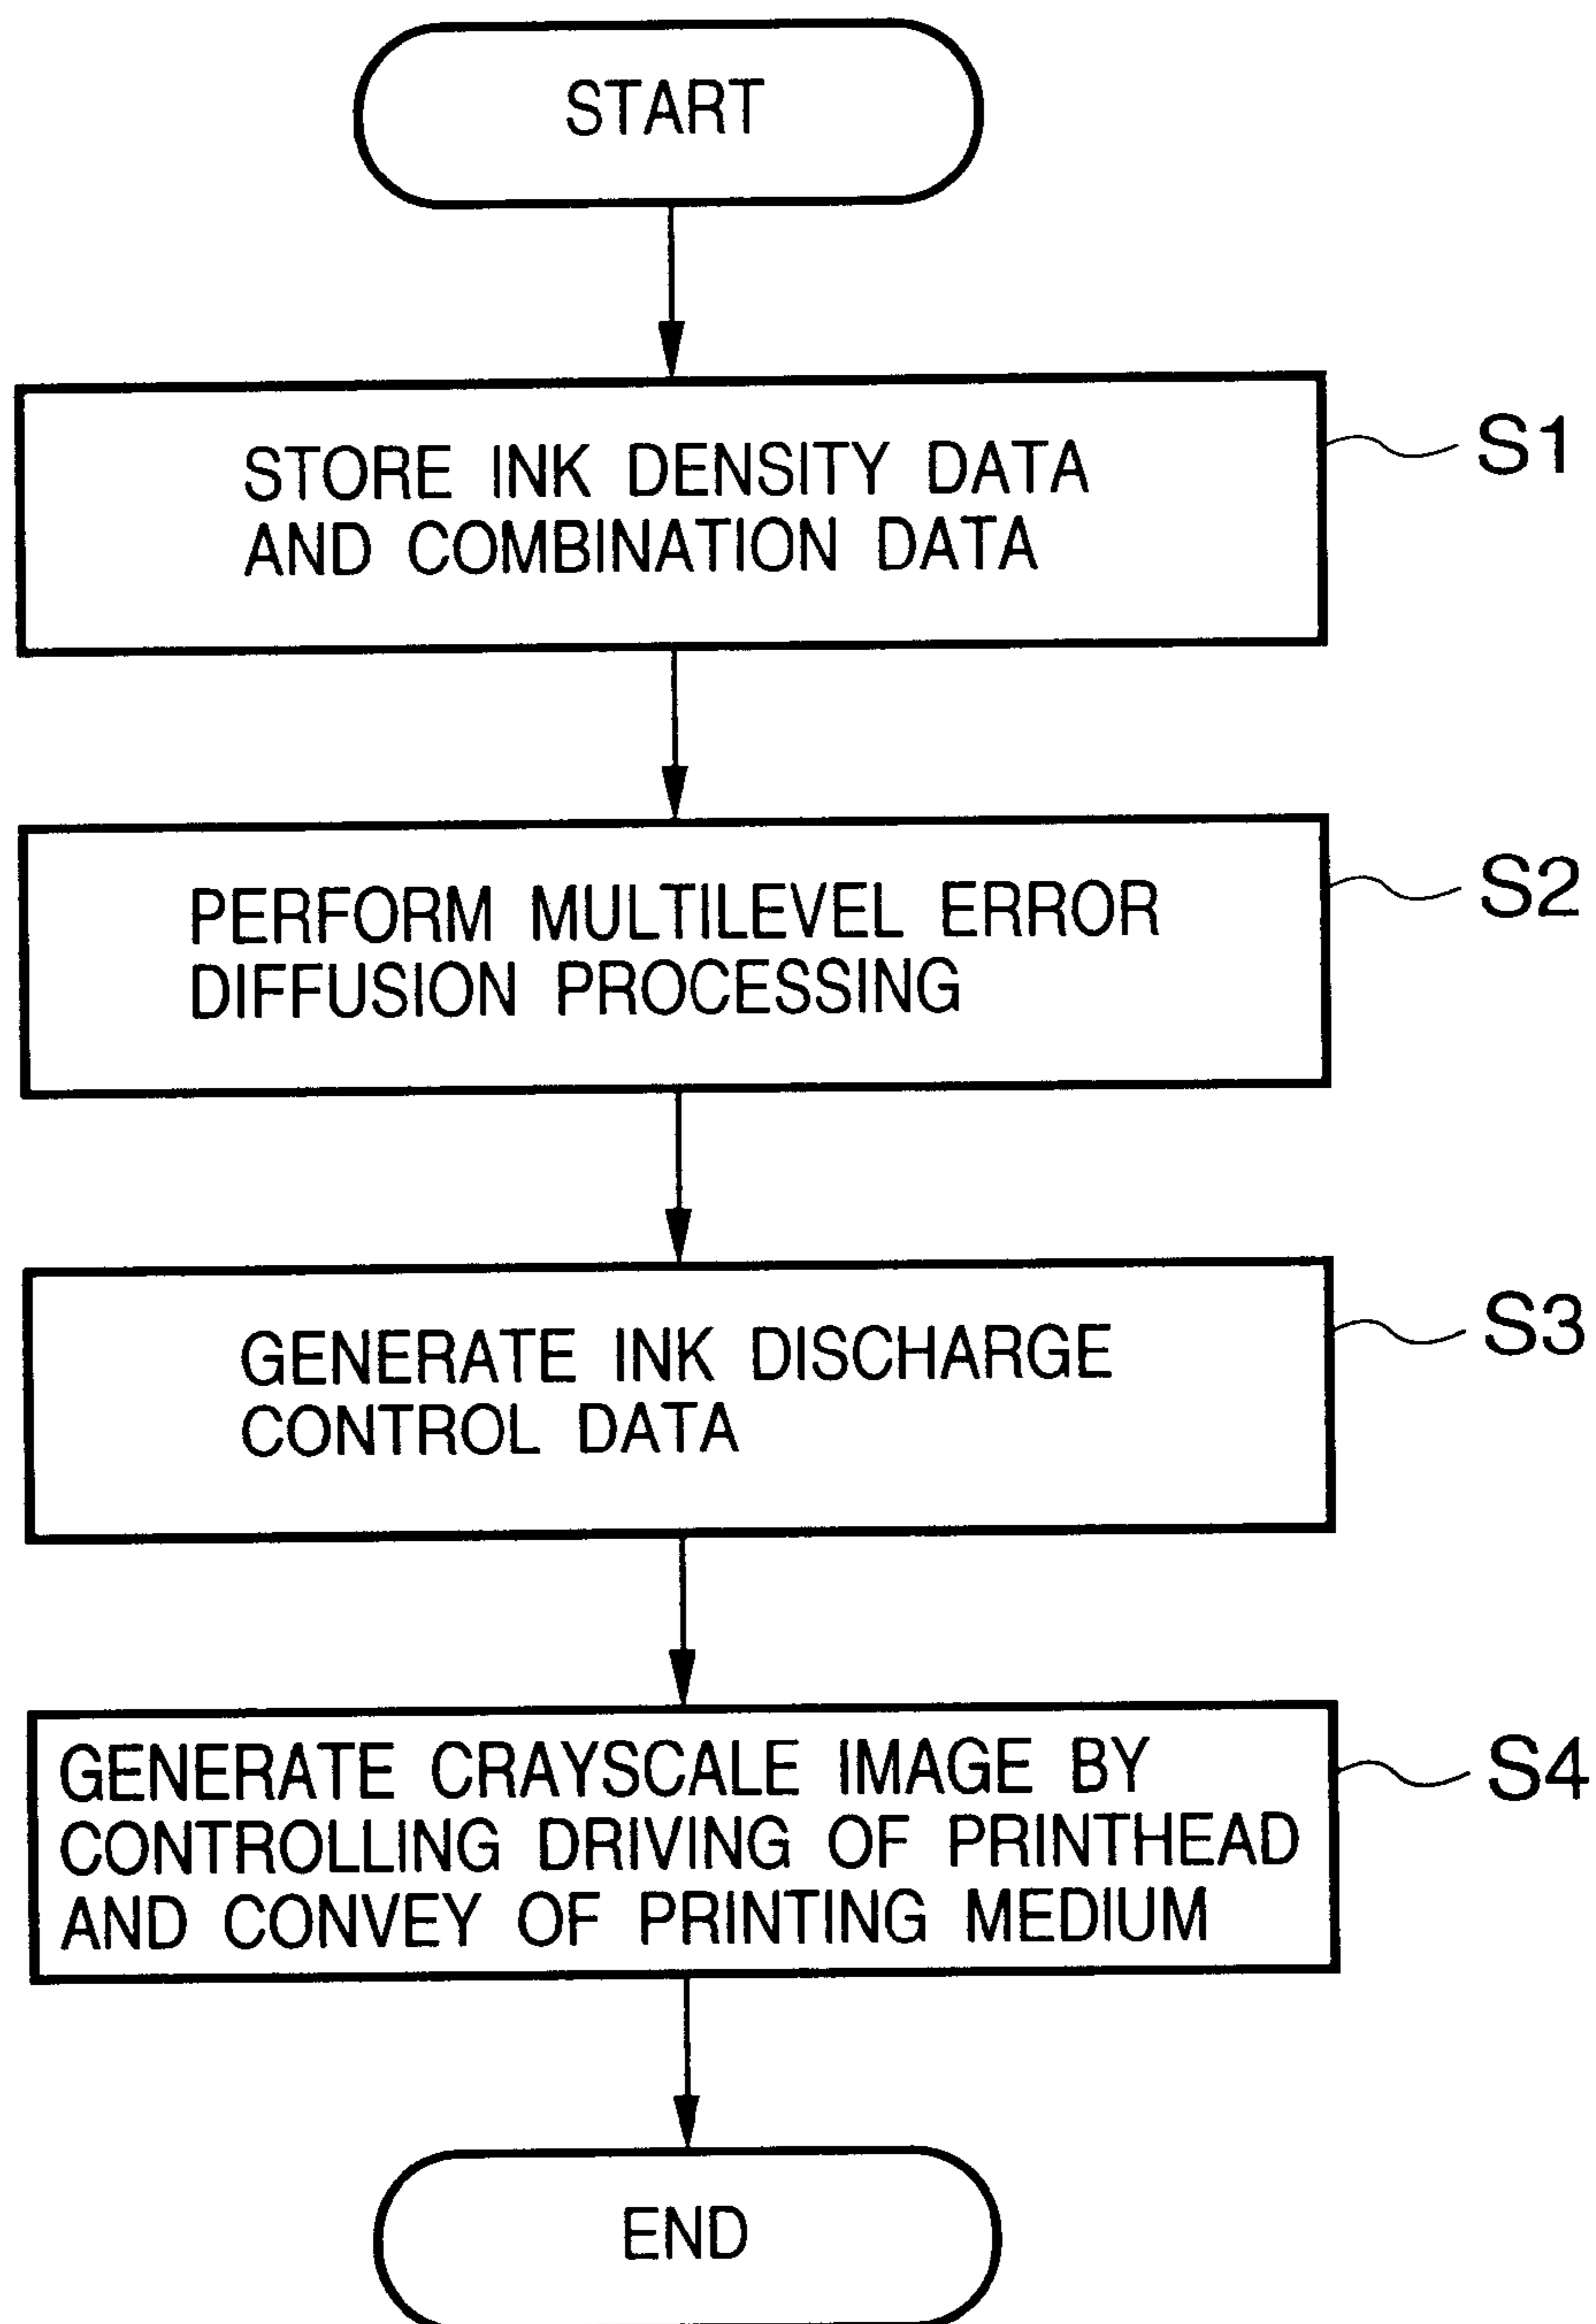 START
STORE INK DENSITY DATA
AND COMBINATION DATA
S1
PERFORM MULTILEVEL ERROR
DIFFUSION PROCESSING
S2
GENERATE INK DISCHARGE
CONTROL DATA
S3
GENERATE CRAYSCALE IMAGE BY
CONTROLLING DRIVING OF PRINTHEAD
AND CONVEY OF PRINTING MEDIUM
S4
END